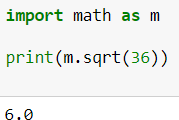 import math as m
print(m.sqrt(36))
6.0